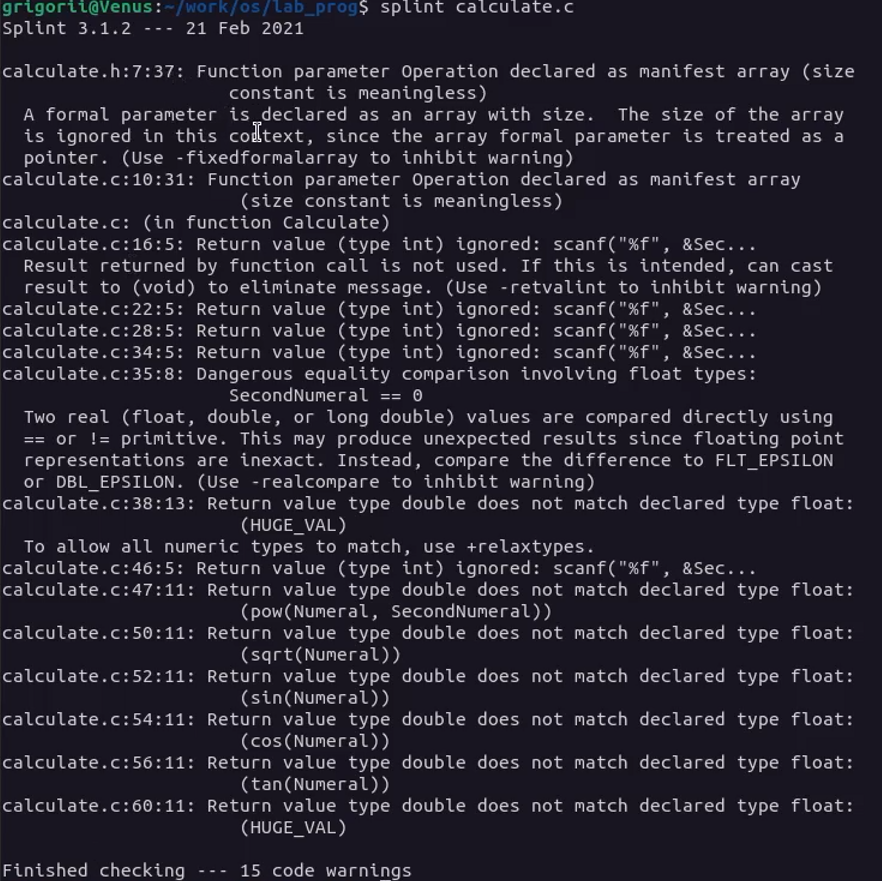 grigorii@Venus:~/work/os/lab_prog$ splint calculate.c
Splint 3.1.2 --- 21 Feb 2021
calculate.h:7:37: Function parameter Operation declared as manifest array (size
constant is meaningless)
A formal parameter is declared as an array with size.  The size of the array
is ignored in this context, since the array formal parameter is treated as a
pointer. (Use -fixedformalarray to inhibit warning)
calculate.c:10:31: Function parameter Operation declared as manifest array
(size constant is meaningless)
calculate.c: (in function Calculate)
calculate.c:16:5: Return value (type int) ignored: scanf("%f", &Sec...
Result returned by function call is not used. If this is intended, can cast
result to (void) to eliminate message. (Use -retvalint to inhibit warning)
calculate.c:22:5: Return value (type int) ignored: scanf("%f", &Sec...
calculate.c:28:5: Return value (type int) ignored: scanf("%f", &Sec...
calculate.c:34:5: Return value (type int) ignored: scanf("%f", &Sec...
calculate.c:35:8: Dangerous equality comparison involving float types:
SecondNumeral == 0
Two real (float, double, or long double) values are compared directly using
== or != primitive. This may produce unexpected results since floating point
representations are inexact. Instead, compare the difference to FLT_EPSILON
or DBL_EPSILON. (Use -realcompare to inhibit warning)
calculate.c:38:13: Return value type double does not match declared type float:
(HUGE_VAL)
To allow all numeric types to match, use +relaxtypes.
calculate.c:46:5: Return value (type int) ignored: scanf("%f", &Sec...
calculate.c:47:11: Return value type double does not match declared type float:
(pow(Numeral, SecondNumeral))
calculate.c:50:11: Return value type double does not match declared type float:
(sqrt(Numeral))
calculate.c:52:11: Return value type double does not match declared type float:
(sin(Numeral))
calculate.c:54:11: Return value type double does not match declared type float:
(cos(Numeral))
calculate.c:56:11: Return value type double does not match declared type float:
(tan(Numeral))
calculate.c:60:11: Return value type double does not match declared type float:
(HUGE_VAL)
Finished checking --- 15 code warnings